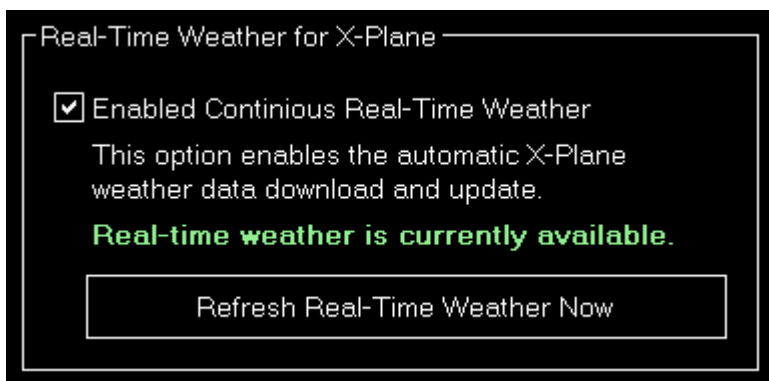 Real-Time Weather for X-Plane
Enabled Continious Real-Time Weather
This option enables the automatic X-Plane
weather data download and update.
Real-time weather is currently available.
Refresh Real-Time Weather Now